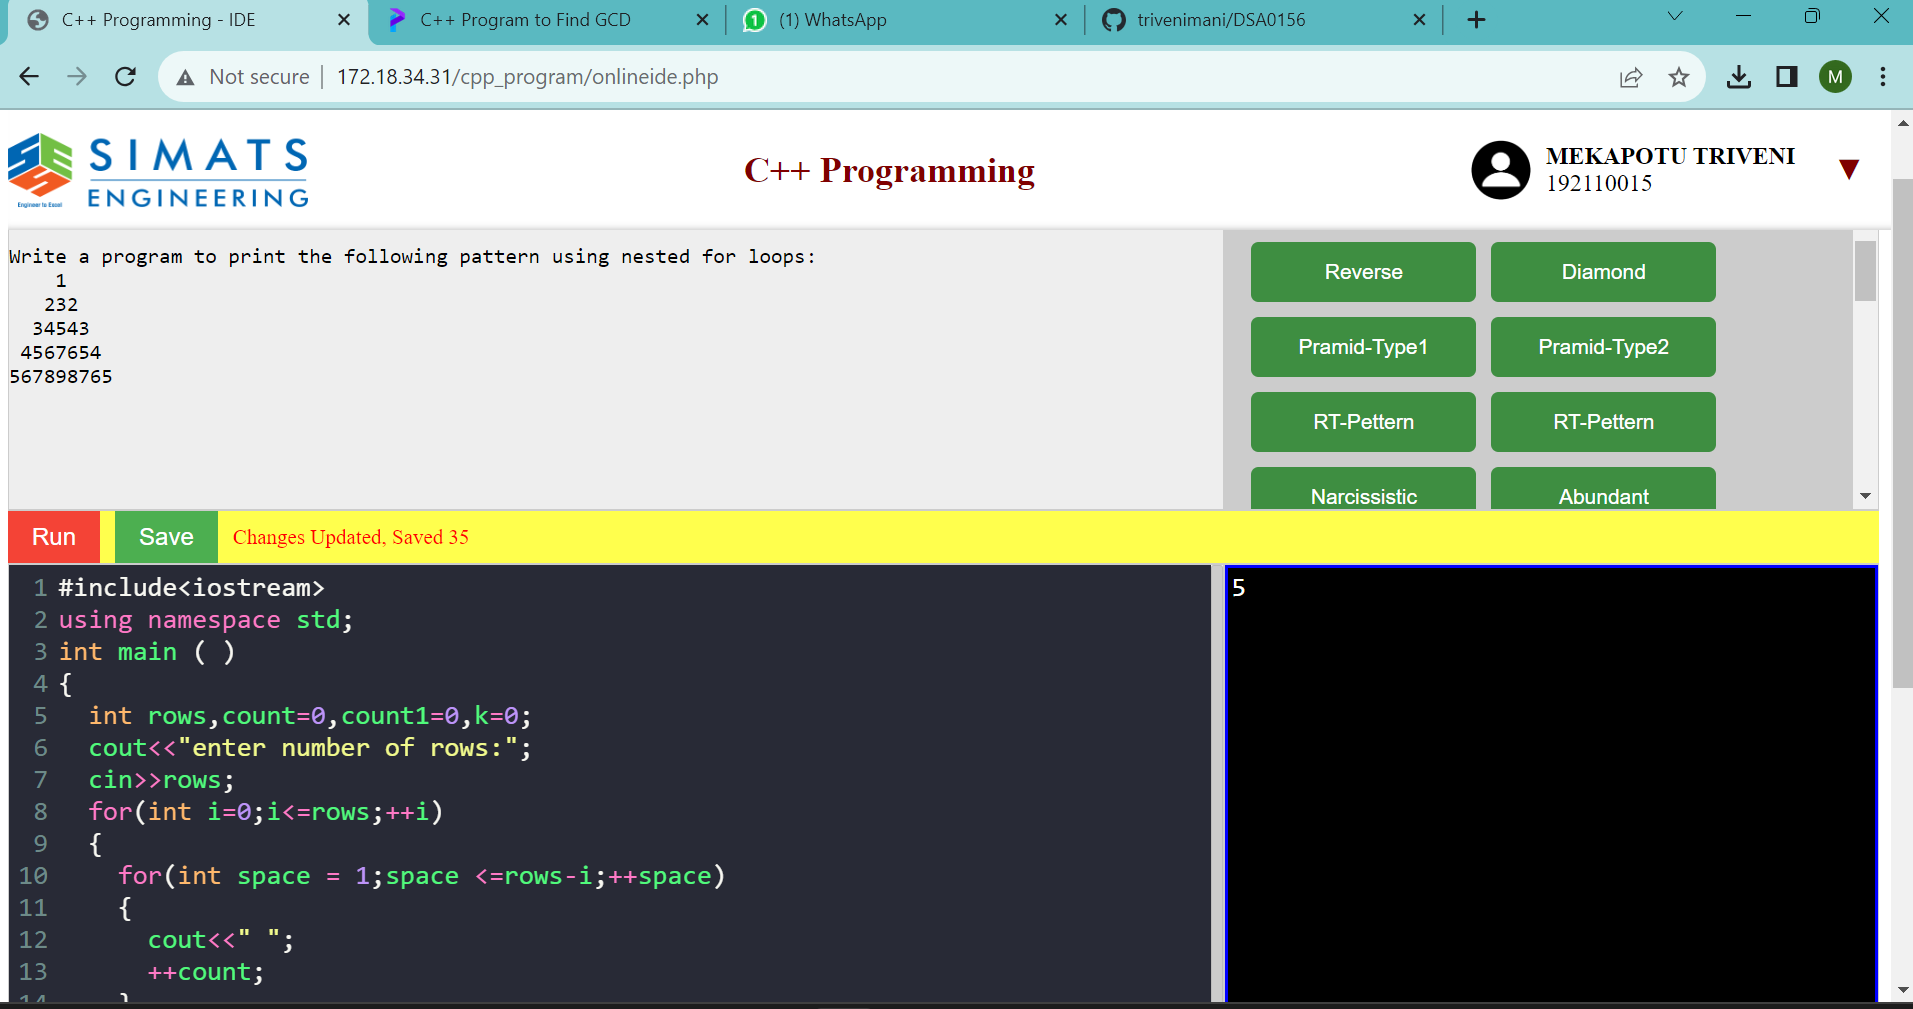 C++ Programming - IDE
C++ Program to Find GCD
(1) WhatsApp
trivenimani/DSA0156
Not secure
172.18.34.31/cpp_program/onlineide.php
M
SIMATS
ENGINEERING
Engineer to Excel
C++ Programming
MEKAPOTU TRIVENI
192110015
Write a program to print the following pattern using nested for loops:
    1
   232
  34543
 4567654
567898765
Reverse
Diamond
Pramid-Type1
Pramid-Type2
RT-Pettern
RT-Pettern
Narcissistic
Abundant
Run
Save
Changes Updated, Saved 35
1 #include<iostream>
2 using namespace std;
3 int main ( )
4 {
5   int rows,count=0,count1=0,k=0;
6   cout<<"enter number of rows:";
7   cin>>rows;
8   for(int i=0;i<=rows;++i)
9   {
10     for(int space = 1;space <=rows-i;++space)
11     {
12       cout<<" ";
13       ++count;
14     }
5